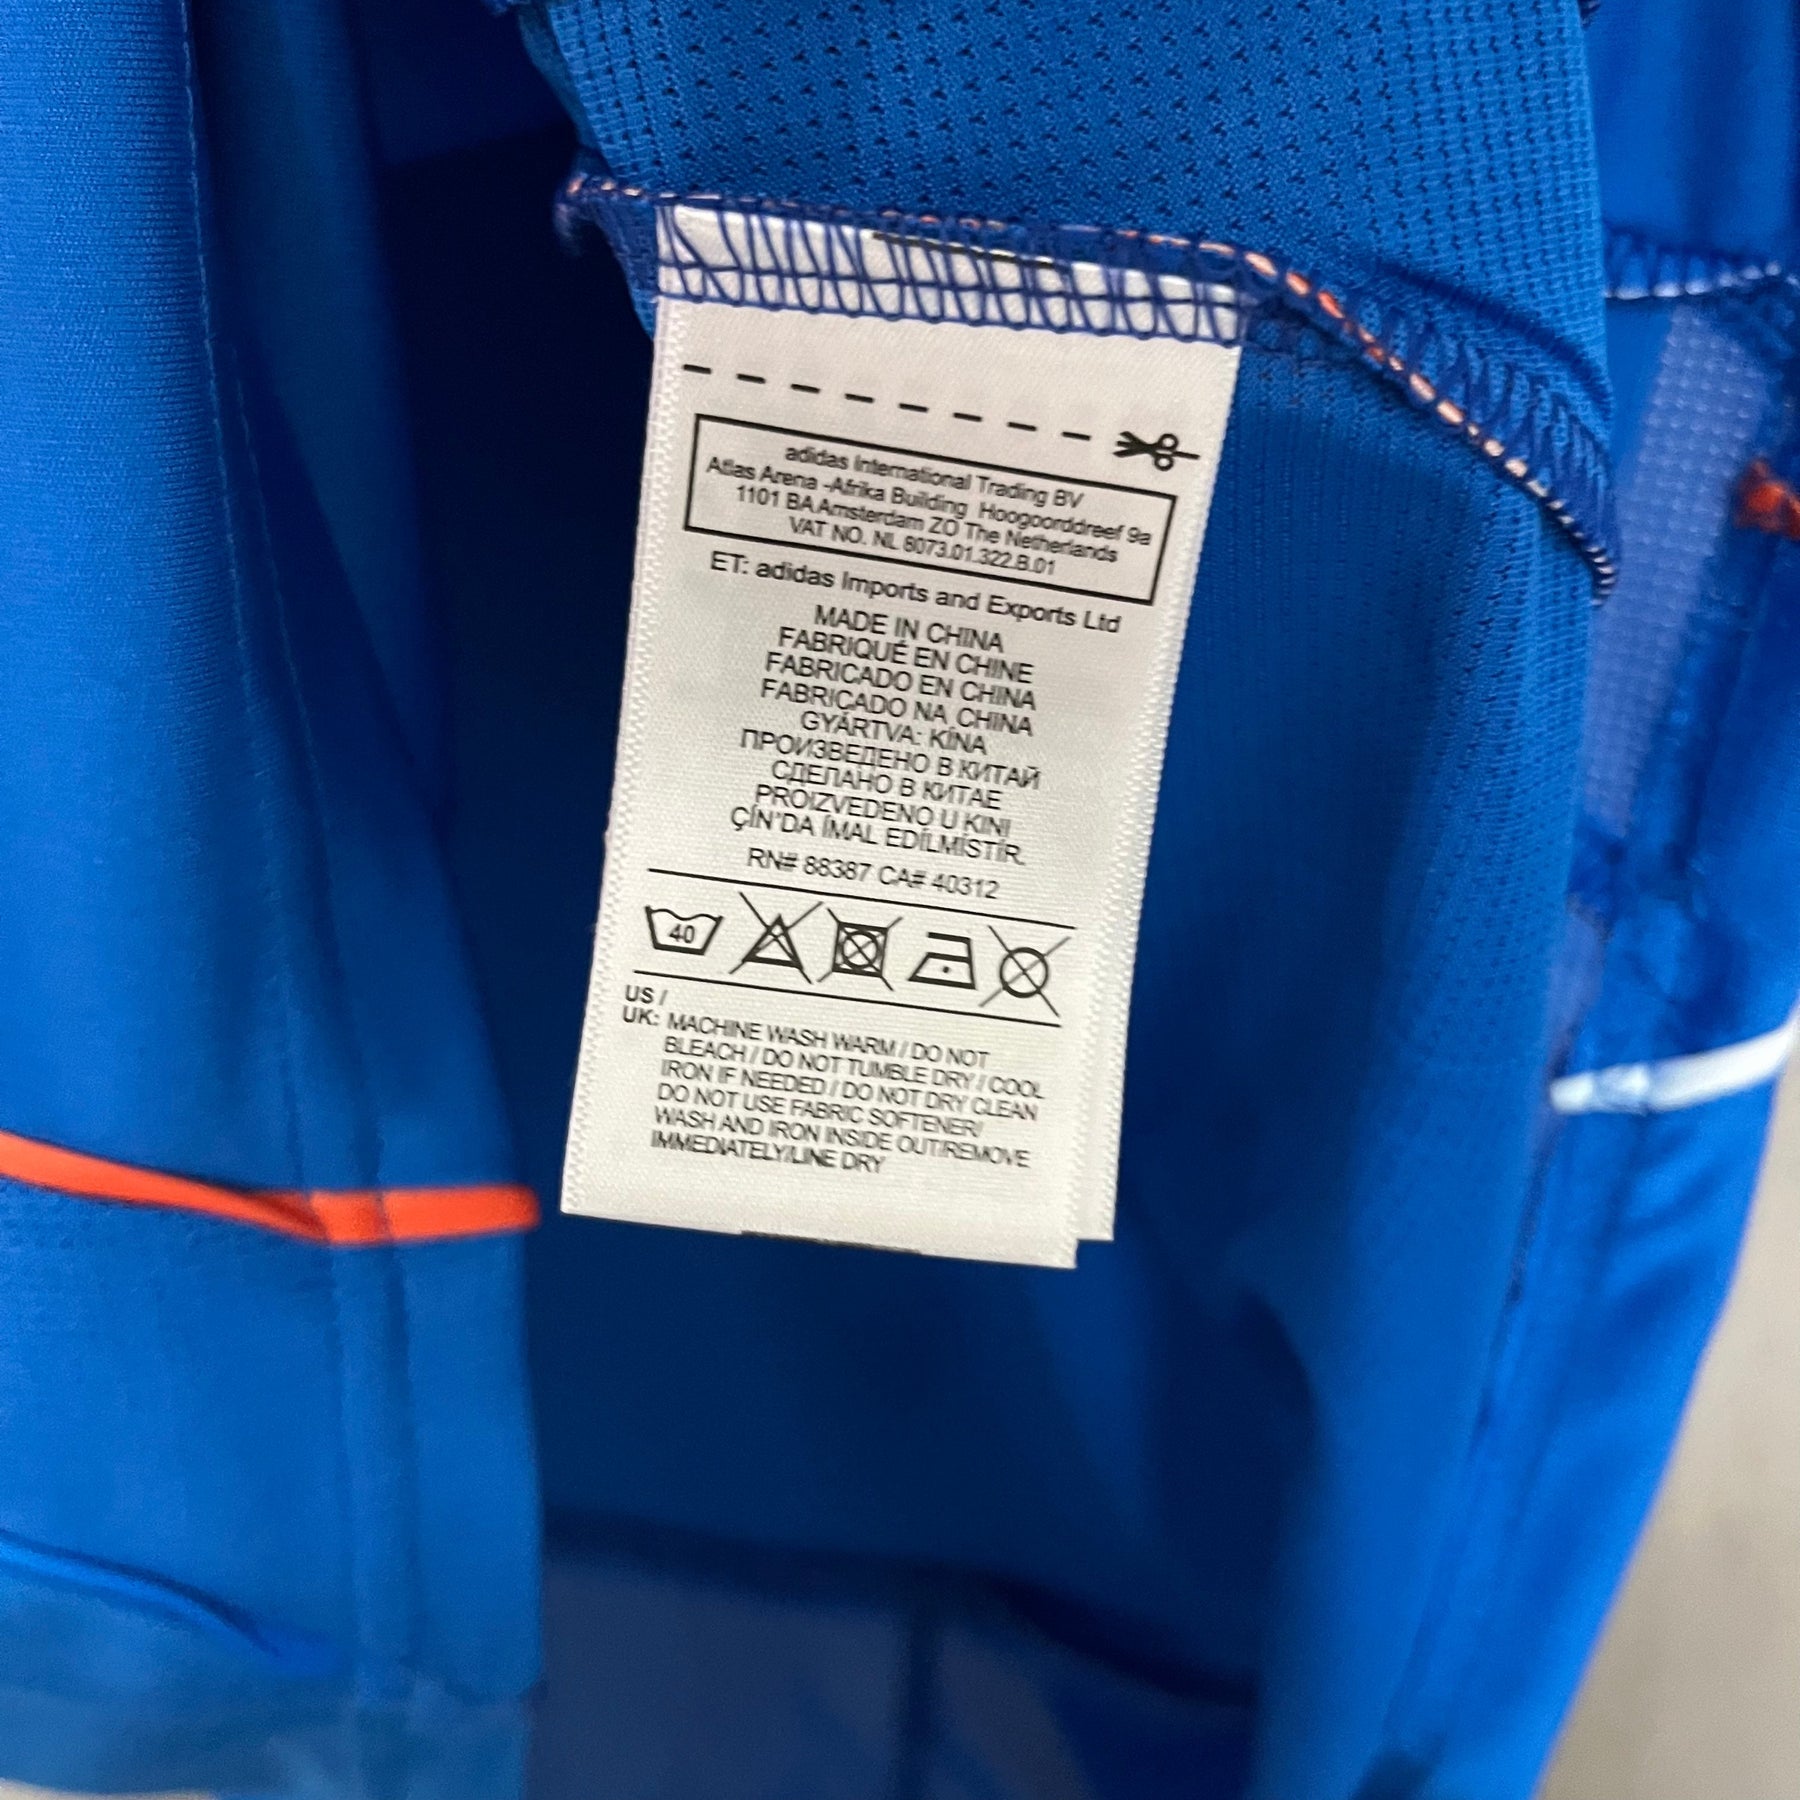 adidas International Trading BV
Atlas Arena -Afrika Building Hoogoorddreef 9a
1101 BA Amsterdam ZO The Netherlands
VAT NO. NL 8073.01.322.B.01
ET: adidas Imports and Exports Ltd
MADE IN CHINA
FABRIQUÉ EN CHINE
FABRICADO EN CHINA
FABRICADO NA CHINA
GYÁRTVA: KÍNA
ПРОИЗВЕДЕНО В КИТАЙ
СДЕЛАНО В КИТАЕ
PROIZVEDENO U KINI
ÇİN'DA İMAL EDİLMİSTİR.
RN# 88387 CA# 40312
40
US /
UK: MACHINE WASH WARM / DO NOT
BLEACH / DO NOT TUMBLE DRY / COOL
IRON IF NEEDED / DO NOT DRY CLEAN
DO NOT USE FABRIC SOFTENER/
WASH AND IRON INSIDE OUT/REMOVE
IMMEDIATELY/LINE DRY